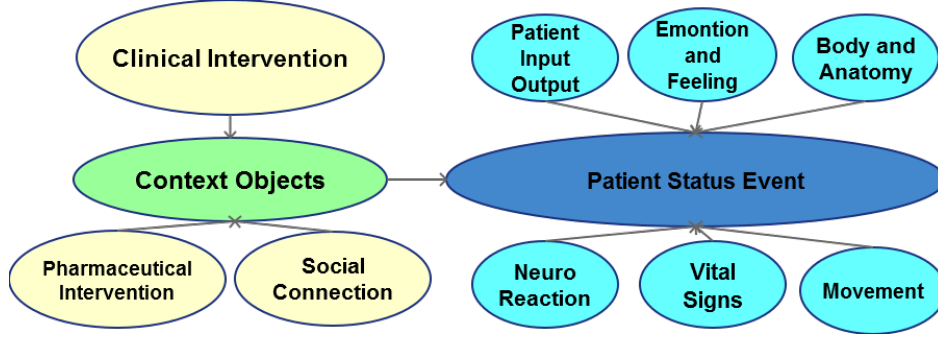 Clinical Intervention
Patient
Input
Output
Emontion
and
Feeling
Body and
Anatomy
Context Objects
Patient Status Event
Pharmaceutical
Intervention
Social
Connection
Neuro
Reaction
Vital
Signs
Movement